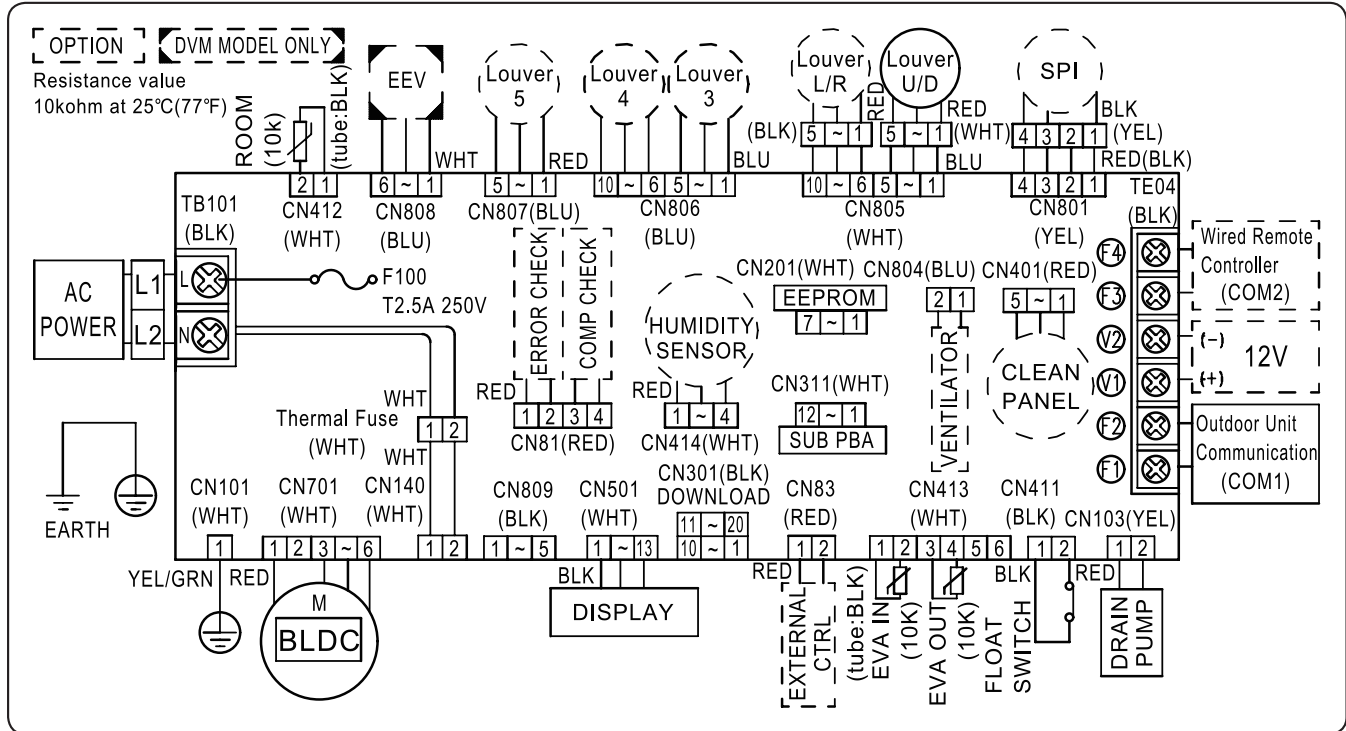 OPTION
DVM MODEL ONLY
Resistance value
10kohm at 25℃(77℉)
ROOM
(10k)
(tube:BLK)
EEV
Louver
5
Louver
4
Louver
3
Louver
L/R
Louver
U/D
SPI
RED
RED
BLK
(BLK)
5 ~ 1
5 ~ 1
(WHT)
4 3 2 1
(YEL)
WHT
RED
BLU
BLU
RED(BLK)
2 1
6 ~ 1
5 ~ 1
10 ~ 6 5 ~ 1
10 ~ 6 5 ~ 1
4 3 2 1
TB101
(BLK)
CN412
(WHT)
CN808
(BLU)
CN807(BLU)
CN806
(BLU)
CN805
(WHT)
CN801
(YEL)
TE04
(BLK)
AC
POWER
L1
L2
L
N
F100
T2.5A 250V
ERROR CHECK
COMP CHECK
RED
1 2 3 4
CN81(RED)
HUMIDITY
SENSOR
RED
1 ~ 4
CN414(WHT)
CN201(WHT)
EEPROM
7 ~ 1
CN311(WHT)
12 ~ 1
SUB PBA
CN804(BLU)
2 1
VENTILATOR
CN401(RED)
5 ~ 1
CLEAN
PANEL
F4
F3
V2
V1
F2
F1
Wired Remote
Controller
(COM2)
(-)
12V
(+)
Outdoor Unit
Communication
(COM1)
WHT
Thermal Fuse
(WHT)
1 2
WHT
EARTH
CN101
(WHT)
1
YEL/GRN
CN701
(WHT)
1 2 3 ~ 6
RED
M
BLDC
CN140
(WHT)
1 2
CN809
(BLK)
1 ~ 5
CN501
(WHT)
1 ~ 13
BLK
DISPLAY
CN301(BLK)
DOWNLOAD
11 ~ 20
10 ~ 1
CN83
(RED)
1 2
RED
EXTERNAL
CTRL
CN413
(WHT)
1 2 3 4 5 6
(tube:BLK)
EVA IN
(10K)
EVA OUT
(10K)
CN411
(BLK)
1 2
BLK
FLOAT
SWITCH
CN103(YEL)
1 2
RED
DRAIN
PUMP